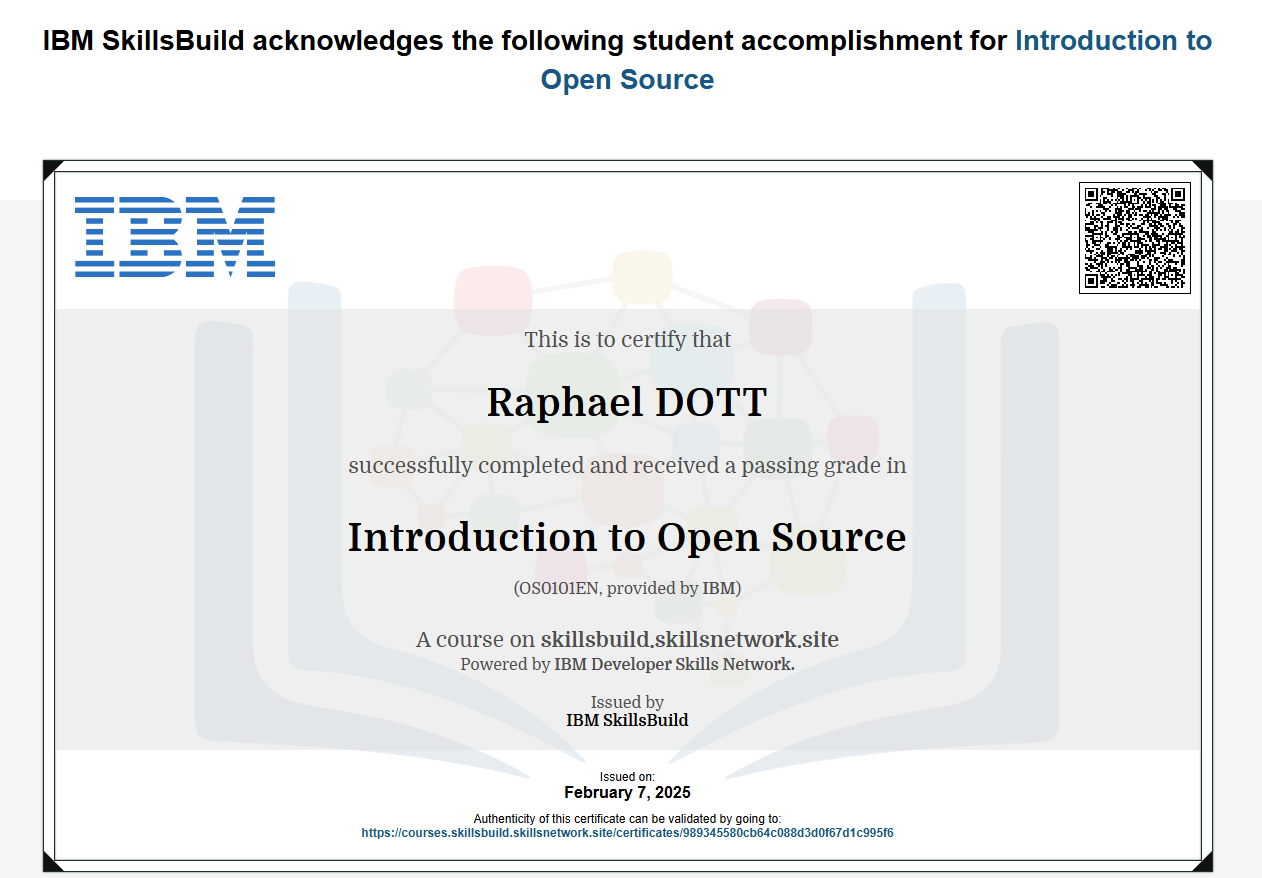 IBM SkillsBuild acknowledges the following student accomplishment for Introduction to
Open Source
IBM
This is to certify that
Raphael DOTT
successfully completed and received a passing grade in
Introduction to Open Source
(OS0101EN, provided by IBM)
A course on skillsbuild.skillsnetwork.site
Powered by IBM Developer Skills Network.
Issued by
IBM SkillsBuild
Issued on:
February 7, 2025
Authenticity of this certificate can be validated by going to:
https://courses.skillsbuild.skillsnetwork.site/certificates/989345580cb64c088d3d0f67d1c995f6